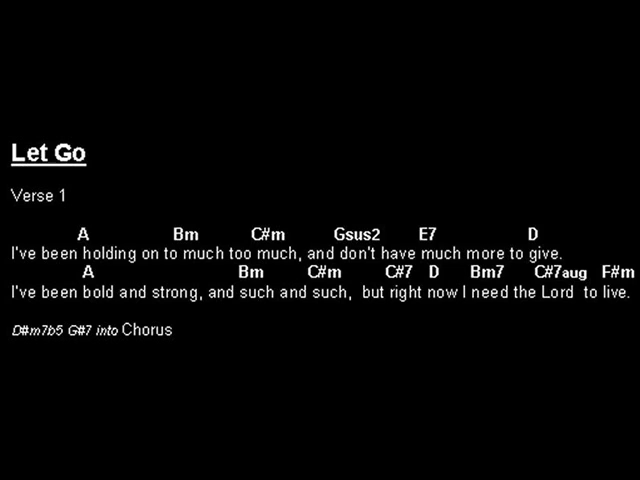 Let Go
Verse 1
A Bm C#m Gsus2 E7 D
I've been holding on to much too much, and don't have much more to give.
A Bm C#m C#7 D Bm7 C#7aug F#m
I've been bold and strong, and such and such, but right now I need the Lord to live.
D#m7b5 G#7 into Chorus